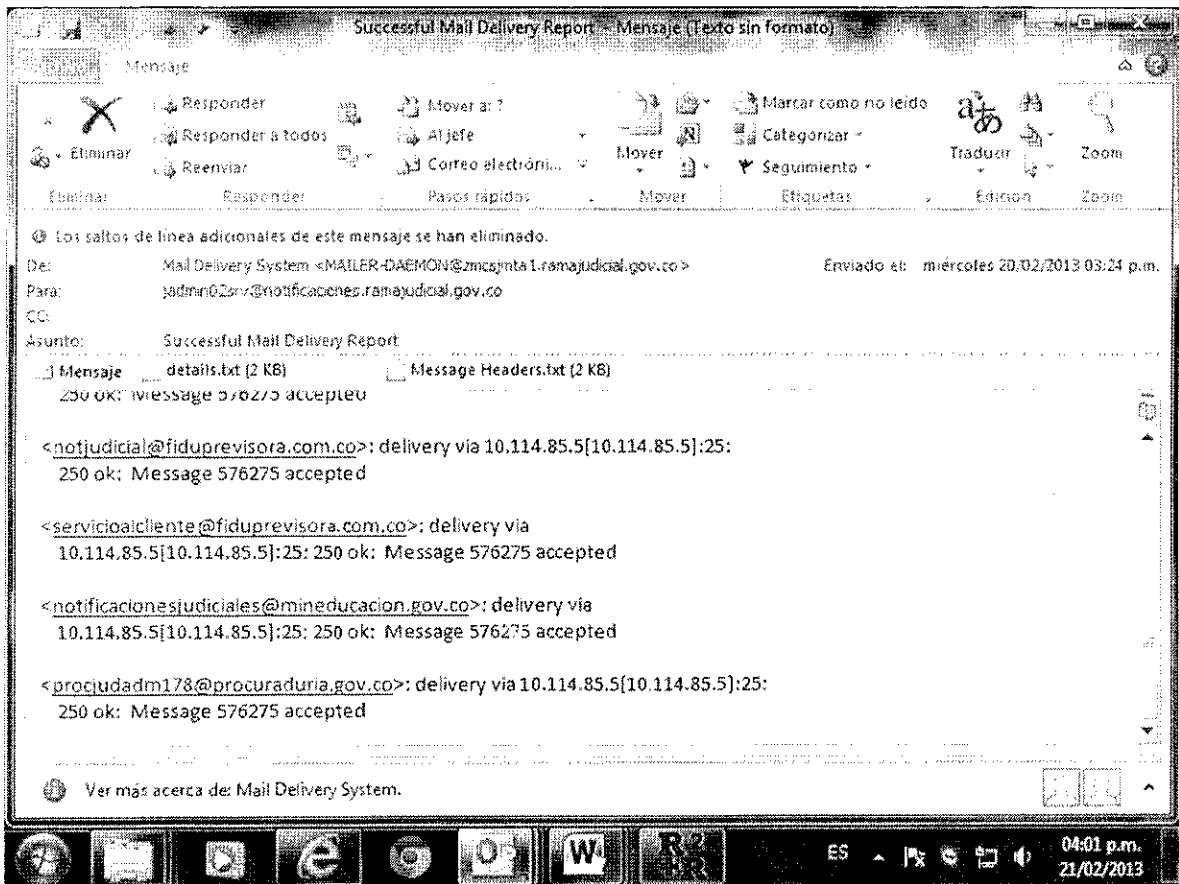 Successful Mail Delivery Report - Mensaje (Texto sin formato)
Mensaje
Eliminar
Responder
Responder a todos
Reenviar
Mover a: ?
Al jefe
Correo electróni...
Mover
Marcar como no leído
Categorizar
Seguimiento
Traducir
Zoom
Eliminar
Responder
Pasos rápidos
Mover
Etiquetas
Edición
Zoom
Los saltos de línea adicionales de este mensaje se han eliminado.
De: Mail Delivery System <MAILER-DAEMON@zmcsjmta1.ramajudicial.gov.co> Enviado el: miércoles 20/02/2013 03:24 p.m.
Para: jadmin02srv@notificaciones.ramajudicial.gov.co
CC:
Asunto: Successful Mail Delivery Report
Mensaje details.txt (2 KB) Message Headers.txt (2 KB)
250 ok: Message 576275 accepted
<notjudicial@fiduprevisora.com.co>: delivery via 10.114.85.5[10.114.85.5]:25:
250 ok: Message 576275 accepted
<servicioalcliente@fiduprevisora.com.co>: delivery via
10.114.85.5[10.114.85.5]:25: 250 ok: Message 576275 accepted
<notificacionesjudiciales@mineducacion.gov.co>: delivery via
10.114.85.5[10.114.85.5]:25: 250 ok: Message 576275 accepted
<procjudadm178@procuraduria.gov.co>: delivery via 10.114.85.5[10.114.85.5]:25:
250 ok: Message 576275 accepted
Ver más acerca de: Mail Delivery System.
ES
04:01 p.m.
21/02/2013